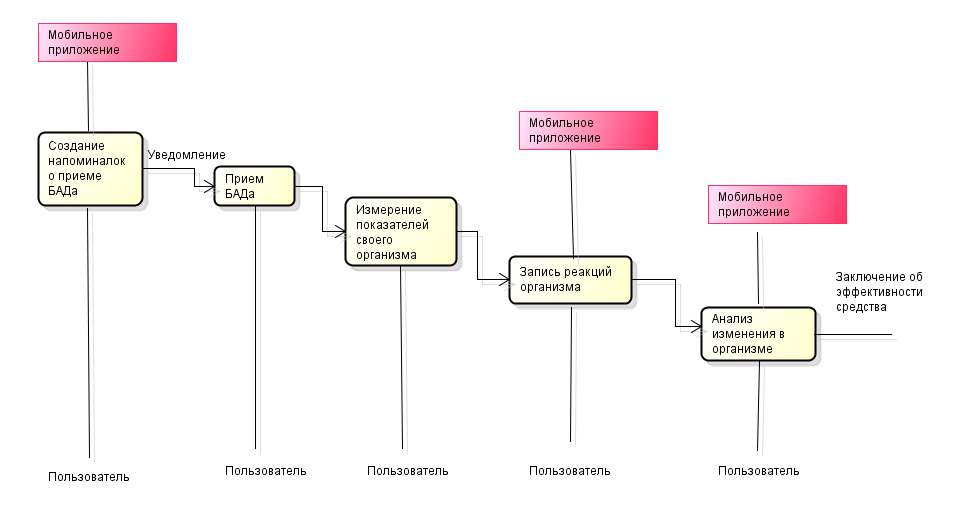 Мобильное
приложение
Создание
напоминалок
о приеме
БАДа
Уведомление
Прием
БАДа
Измерение
показателей
своего
организма
Мобильное
приложение
Запись реакций
организма
Мобильное
приложение
Анализ
изменения в
организме
Заключение об
эффективности
средства
Пользователь
Пользователь
Пользователь
Пользователь
Пользователь